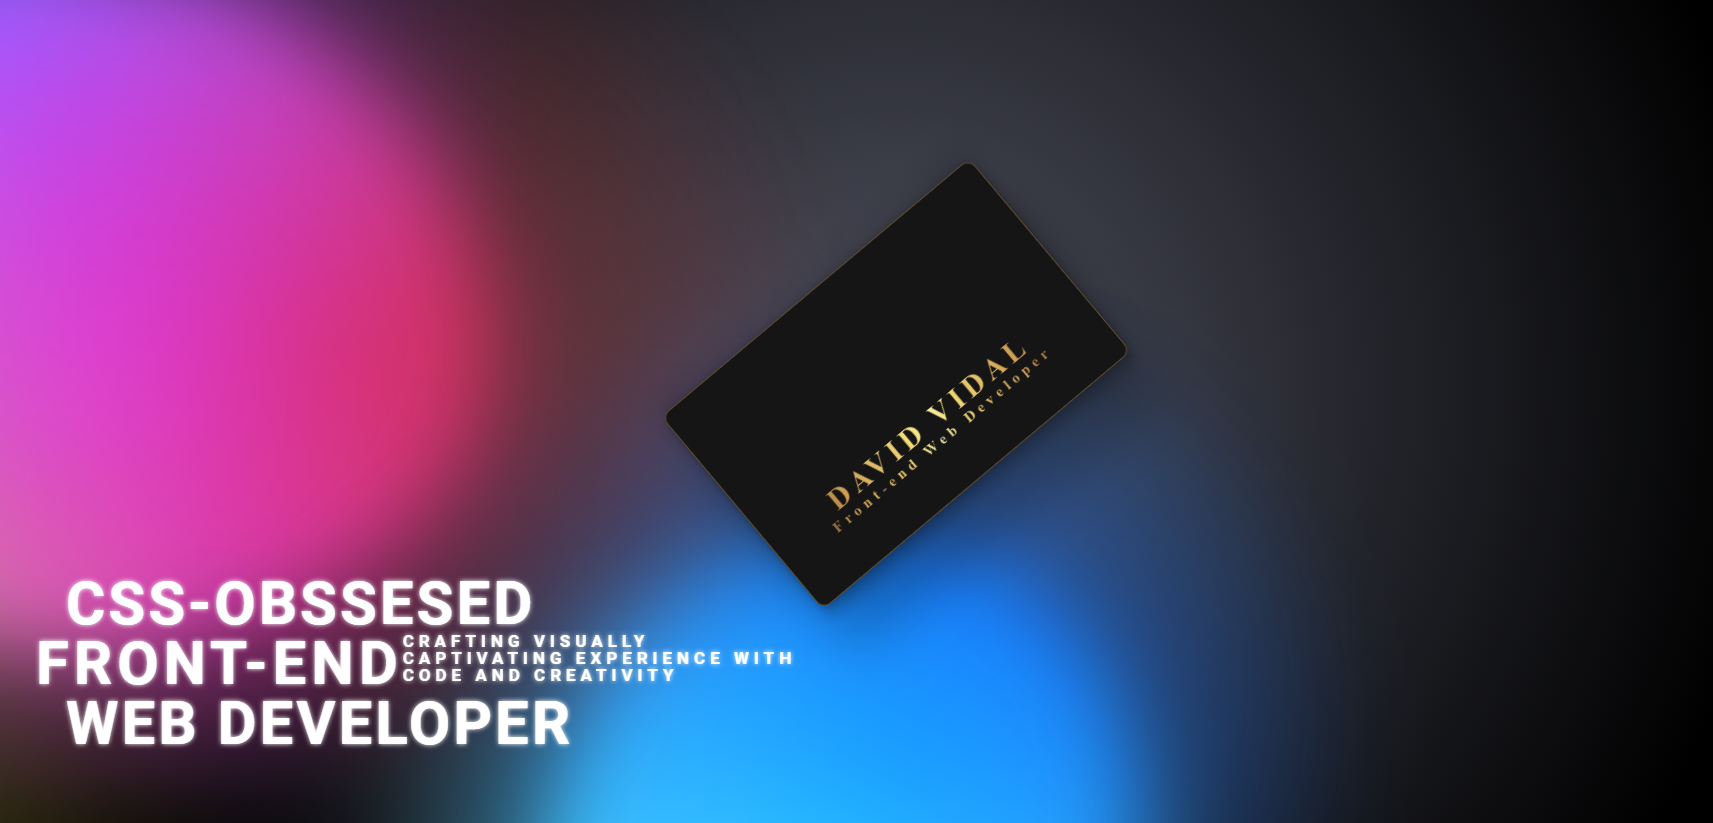 DAVID VIDAL
Front-end Web Developer
CSS-OBSSESED
FRONT-END
CRAFTING VISUALLY
CAPTIVATING EXPERIENCE WITH
CODE AND CREATIVITY
WEB DEVELOPER